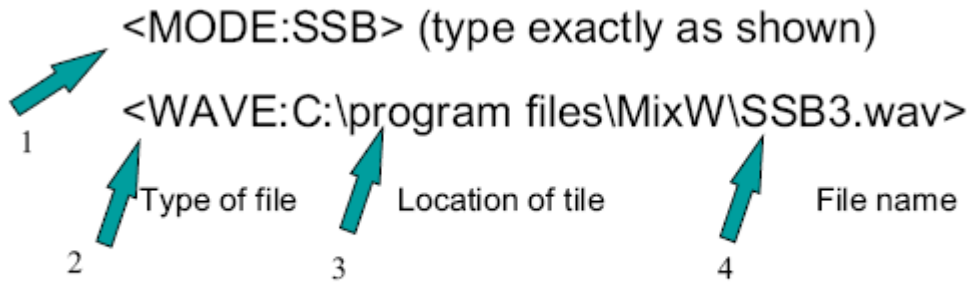 <MODE:SSB> (type exactly as shown)
1
<WAVE:C:\program files\MixW\SSB3.wav>
Type of file Location of tile File name
2 3 4